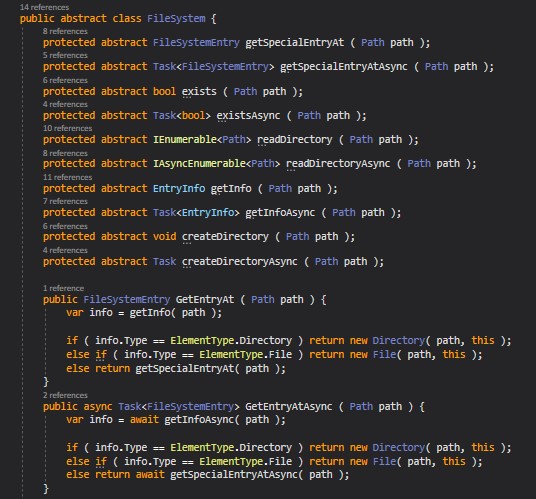 14 references
public abstract class FileSystem {
8 references
protected abstract FileSystemEntry getSpecialEntryAt ( Path path );
5 references
protected abstract Task<FileSystemEntry> getSpecialEntryAtAsync ( Path path );
6 references
protected abstract bool exists ( Path path );
4 references
protected abstract Task<bool> existsAsync ( Path path );
10 references
protected abstract IEnumerable<Path> readDirectory ( Path path );
8 references
protected abstract IAsyncEnumerable<Path> readDirectoryAsync ( Path path );
11 references
protected abstract EntryInfo getInfo ( Path path );
7 references
protected abstract Task<EntryInfo> getInfoAsync ( Path path );
6 references
protected abstract void createDirectory ( Path path );
4 references
protected abstract Task createDirectoryAsync ( Path path );
1 reference
public FileSystemEntry GetEntryAt ( Path path ) {
var info = getInfo( path );
if ( info.Type == ElementType.Directory ) return new Directory( path, this );
else if ( info.Type == ElementType.File ) return new File( path, this );
else return getSpecialEntryAt( path );
}
2 references
public async Task<FileSystemEntry> GetEntryAtAsync ( Path path ) {
var info = await getInfoAsync( path );
if ( info.Type == ElementType.Directory ) return new Directory( path, this );
else if ( info.Type == ElementType.File ) return new File( path, this );
else return await getSpecialEntryAtAsync( path );
}